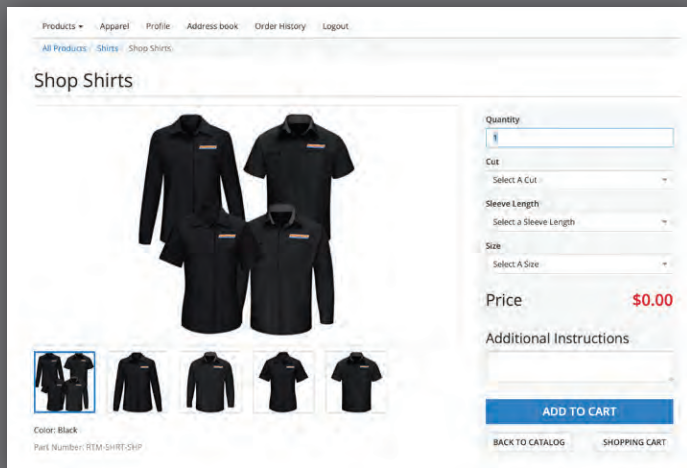 Products Apparel Profile Address book Order History Logout
All Products / Shirts / Shop Shirts
Shop Shirts
Quantity
1
Cut
Select A Cut
Sleeve Length
Select a Sleeve Length
Size
Select A Size
Price $0.00
Additional Instructions
ADD TO CART
BACK TO CATALOG SHOPPING CART
Color: Black
Part Number: RTM-SHRT-SHP